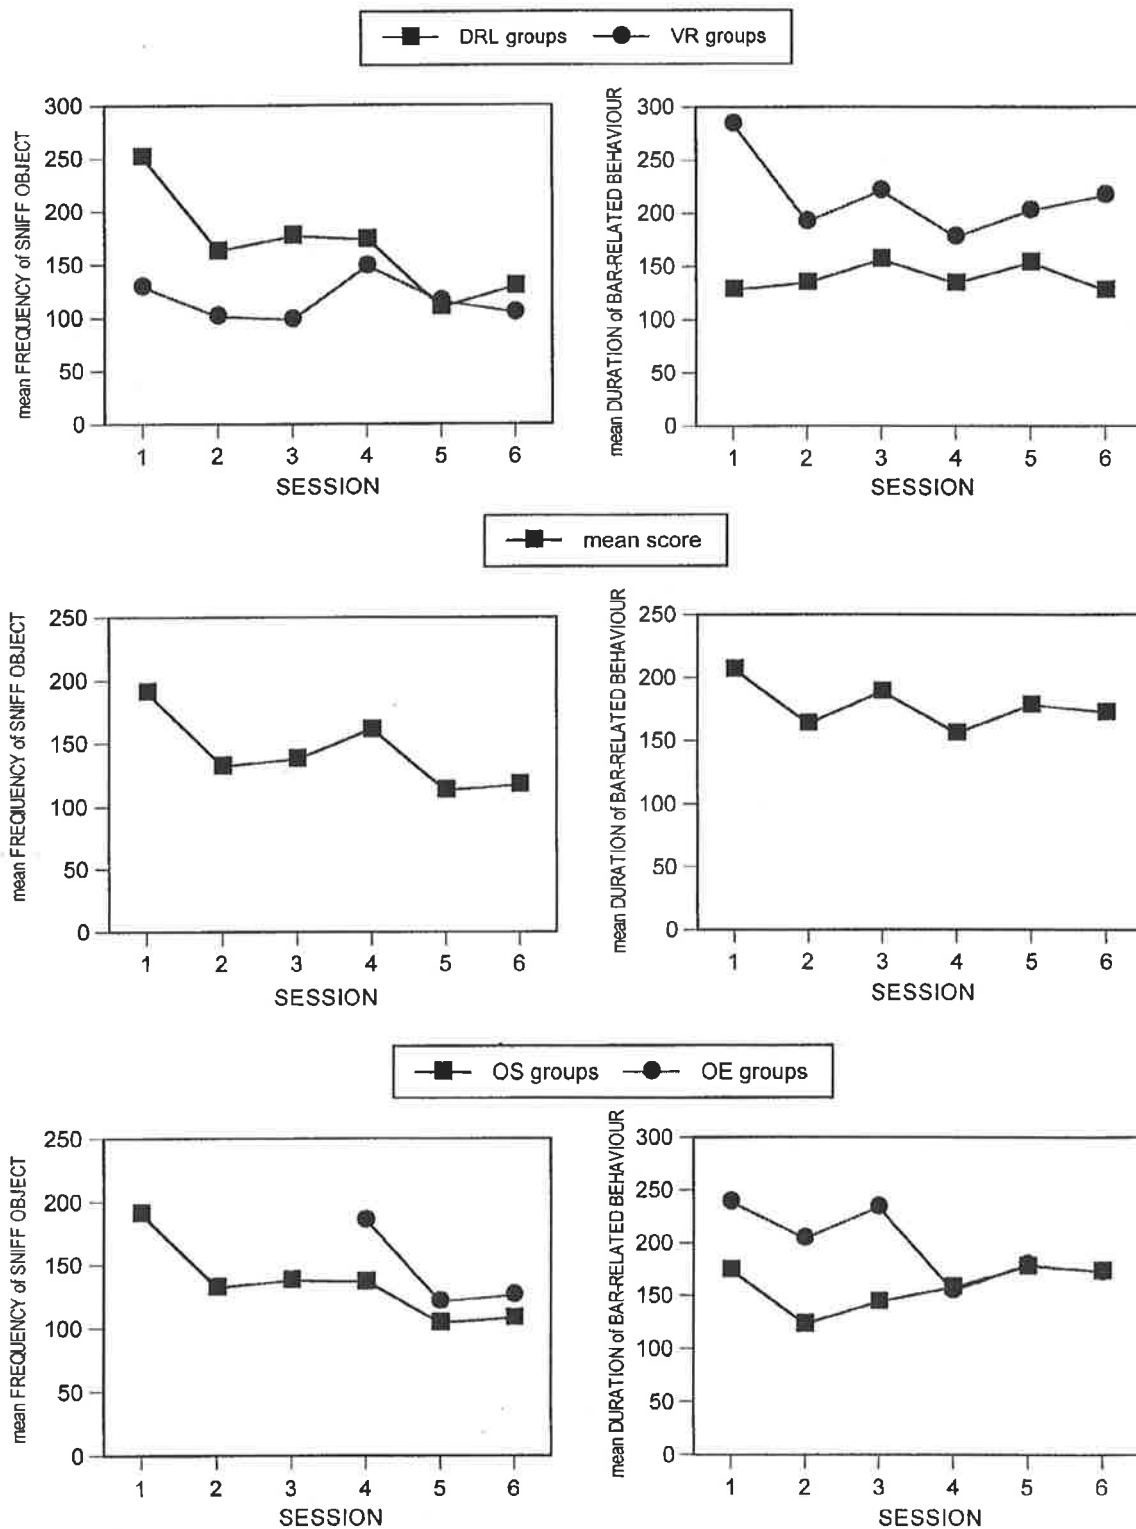 DRL groups VR groups
mean FREQUENCY of SNIFF OBJECT
300
250
200
150
100
50
0
1 2 3 4 5 6
SESSION
mean DURATION of BAR-RELATED BEHAVIOUR
300
250
200
150
100
50
0
1 2 3 4 5 6
SESSION
mean score
mean FREQUENCY of SNIFF OBJECT
250
200
150
100
50
0
1 2 3 4 5 6
SESSION
mean DURATION of BAR-RELATED BEHAVIOUR
250
200
150
100
50
0
1 2 3 4 5 6
SESSION
OS groups OE groups
mean FREQUENCY of SNIFF OBJECT
250
200
150
100
50
0
1 2 3 4 5 6
SESSION
mean DURATION of BAR-RELATED BEHAVIOUR
300
250
200
150
100
50
0
1 2 3 4 5 6
SESSION